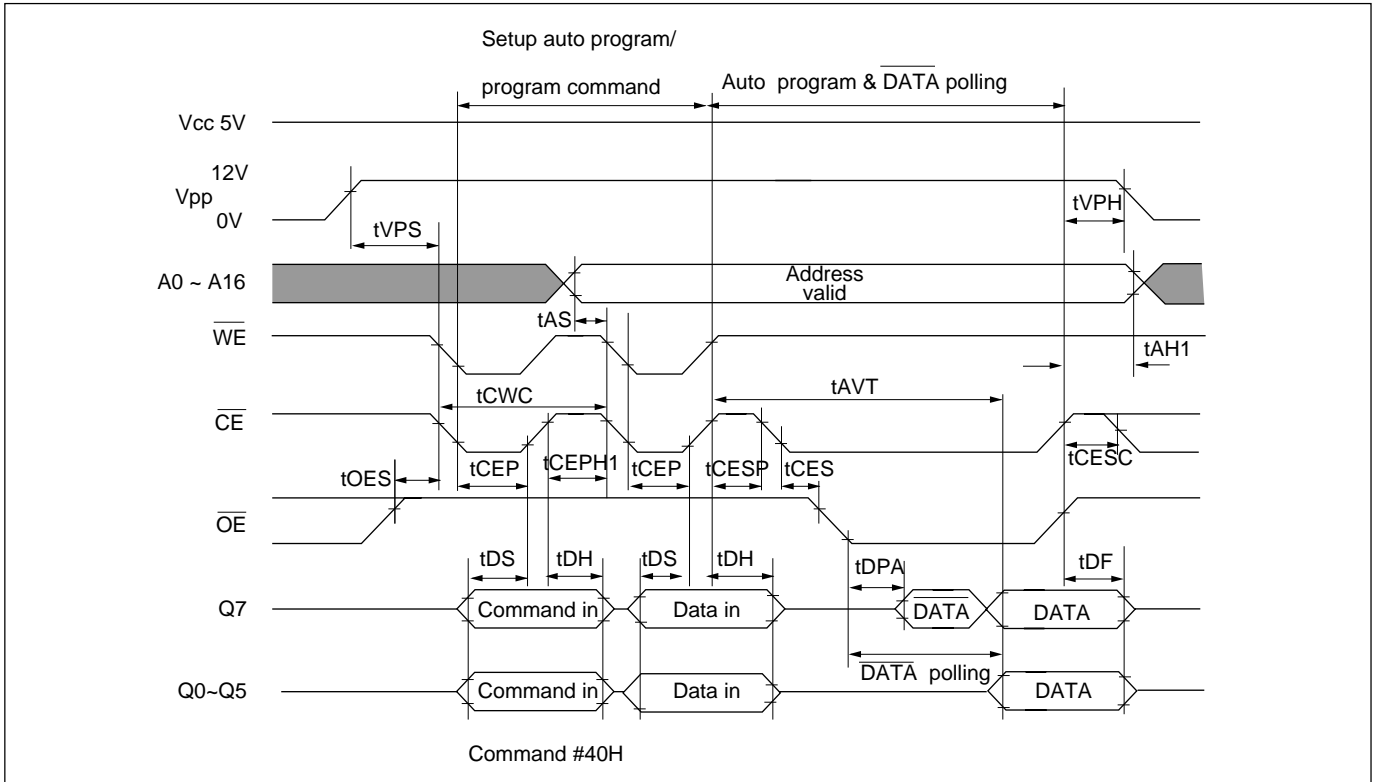 Setup auto program/
program command
Auto program & DATA polling
Vcc 5V
12V
Vpp
0V
tVPS
tVPH
A0 ~ A16
Address
valid
tAS
WE
tAH1
tCWC
tAVT
CE
tCEP
tCEPH1
tCEP
tCESP
tCES
tCESC
tOES
OE
tDS
tDH
tDS
tDH
tDPA
tDF
Q7
Command in
Data in
DATA
DATA
DATA polling
Q0~Q5
Command in
Data in
DATA
Command #40H